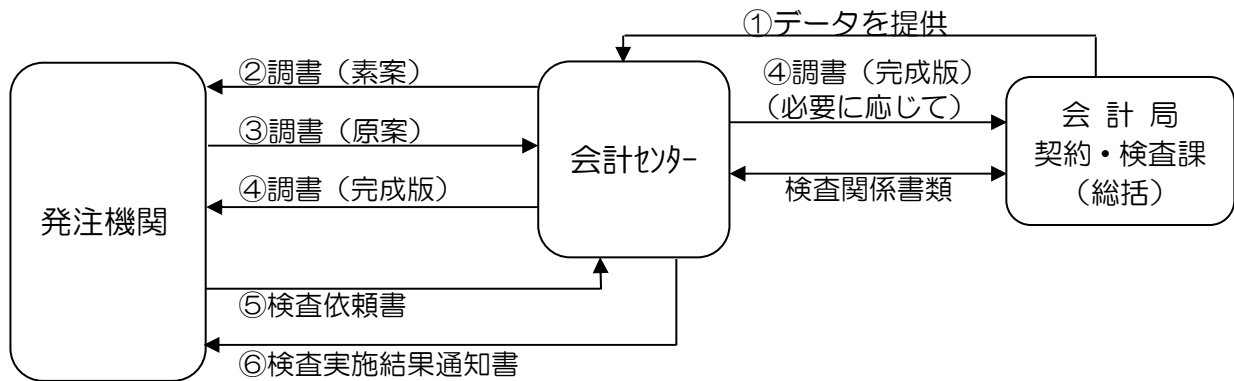 ①データを提供
②調書（素案）
④調書（完成版）
（必要に応じて）
③調書（原案）
会計ｾﾝﾀｰ
会 計 局
契約・検査課
（総括）
④調書（完成版）
検査関係書類
発注機関
⑤検査依頼書
⑥検査実施結果通知書